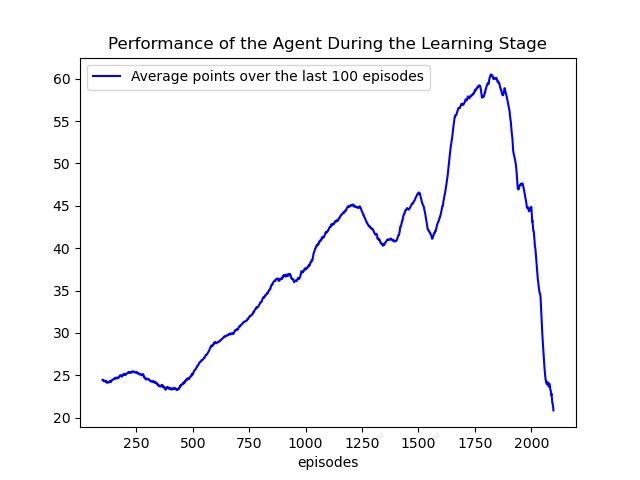 Performance of the Agent During the Learning Stage
Average points over the last 100 episodes
60
55
50
45
40
35
30
25
20
250 500 750 1000 1250 1500 1750 2000
episodes